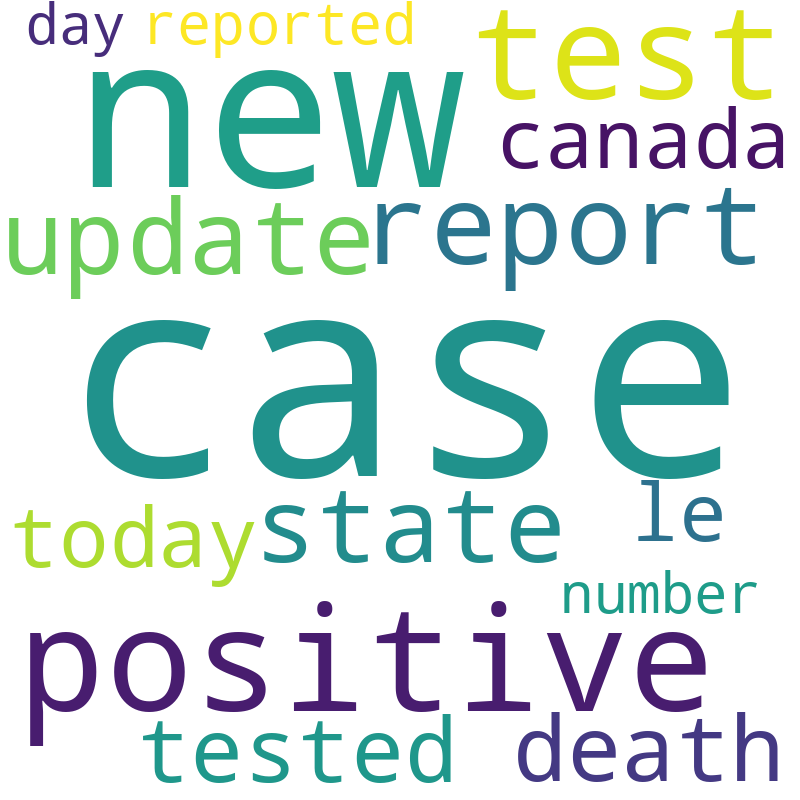 day reported
test
new
canada
update report
case
today state le
number
positive
tested death